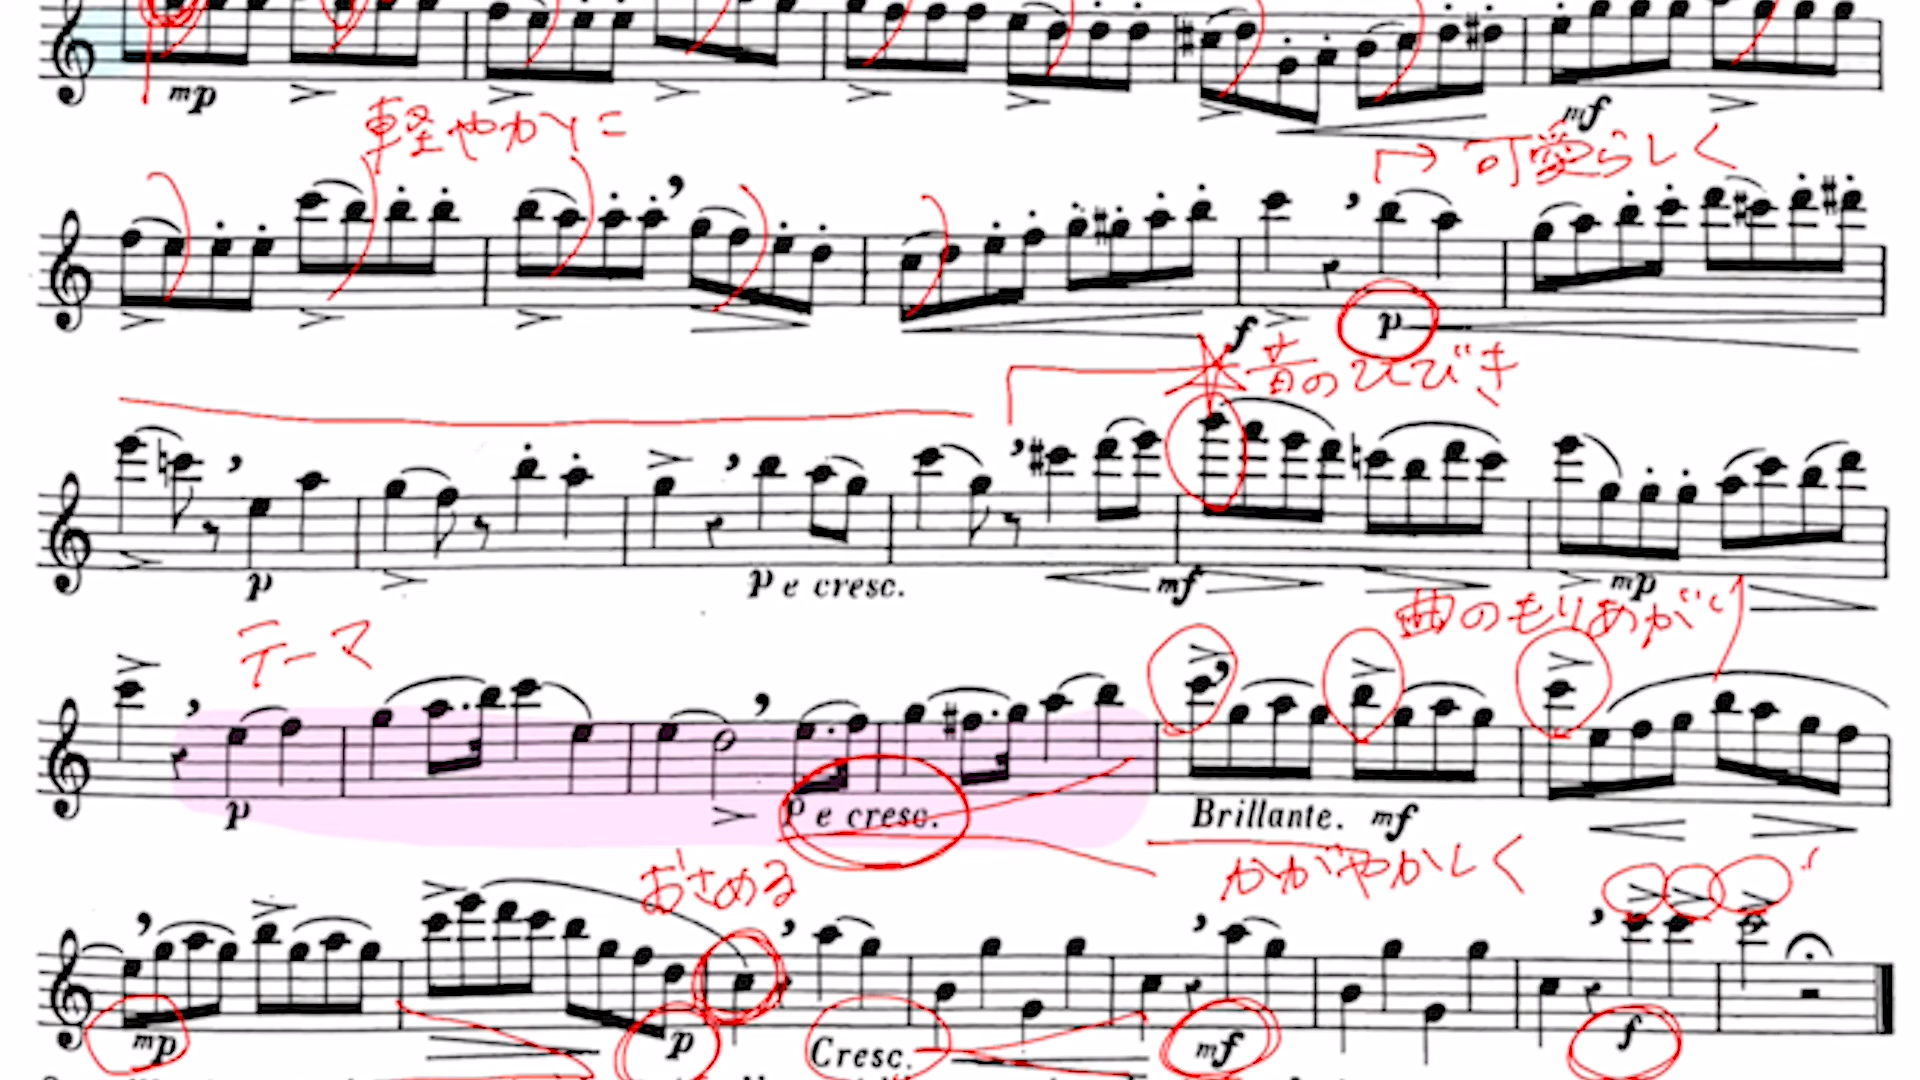 mp
mf
軽やかに
可愛らしく
f p
音のひびき
p p e cresc. mf mp
曲のもりあがり
テーマ
p p e cresc. Brillante. mf
おさめる かがやかしく
mp p Cresc. mf f